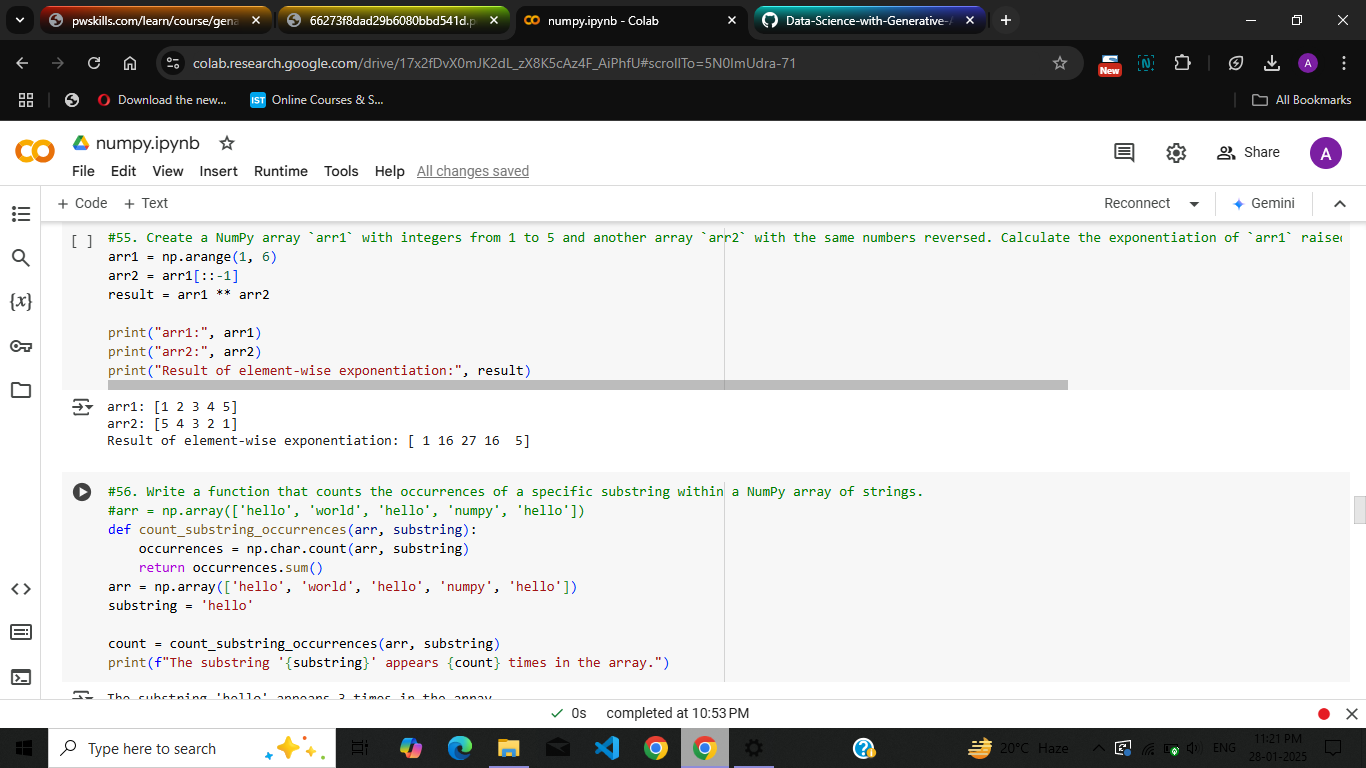 pwskills.com/learn/course/gena
66273f8dad29b6080bbd541d.p
numpy.ipynb - Colab
Data-Science-with-Generative-
colab.research.google.com/drive/17x2fDvX0mJK2dL_zX8K5cAz4F_AiPhfU#scrollTo=5N0ImUdra-71
New
N
A
Download the new...
IST
Online Courses & S...
All Bookmarks
numpy.ipynb
Share
A
File Edit View Insert Runtime Tools Help All changes saved
+ Code + Text
Reconnect
Gemini
[ ]
#55. Create a NumPy array `arr1` with integers from 1 to 5 and another array `arr2` with the same numbers reversed. Calculate the exponentiation of `arr1` raised
arr1 = np.arange(1, 6)
arr2 = arr1[::-1]
result = arr1 ** arr2
print("arr1:", arr1)
print("arr2:", arr2)
print("Result of element-wise exponentiation:", result)
arr1: [1 2 3 4 5]
arr2: [5 4 3 2 1]
Result of element-wise exponentiation: [ 1 16 27 16  5]
{x}
#56. Write a function that counts the occurrences of a specific substring within a NumPy array of strings.
#arr = np.array(['hello', 'world', 'hello', 'numpy', 'hello'])
def count_substring_occurrences(arr, substring):
    occurrences = np.char.count(arr, substring)
    return occurrences.sum()
arr = np.array(['hello', 'world', 'hello', 'numpy', 'hello'])
substring = 'hello'
count = count_substring_occurrences(arr, substring)
print(f"The substring '{substring}' appears {count} times in the array.")
The substring 'hello' appears 3 times in the array.
0s completed at 10:53 PM
Type here to search
20°C Haze
ENG
11:21 PM
28-01-2025